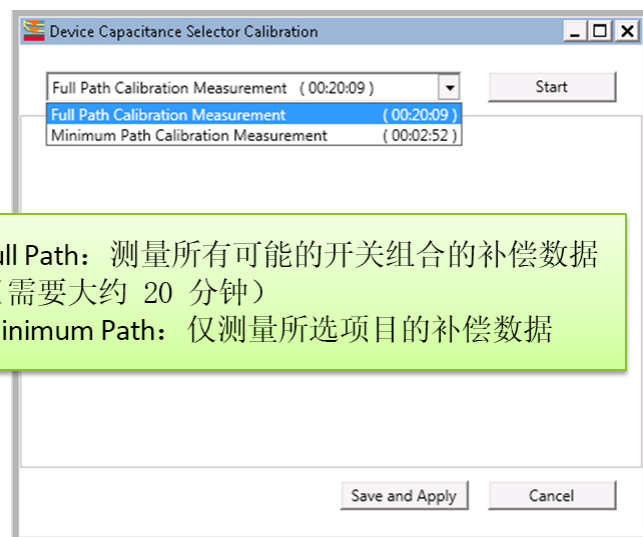 Device Capacitance Selector Calibration
Full Path Calibration Measurement ( 00:20:09 )
Start
Full Path Calibration Measurement ( 00:20:09 )
Minimum Path Calibration Measurement ( 00:02:52 )
ull Path：测量所有可能的开关组合的补偿数据
需要大约 20 分钟）
inimum Path：仅测量所选项目的补偿数据
Save and Apply
Cancel